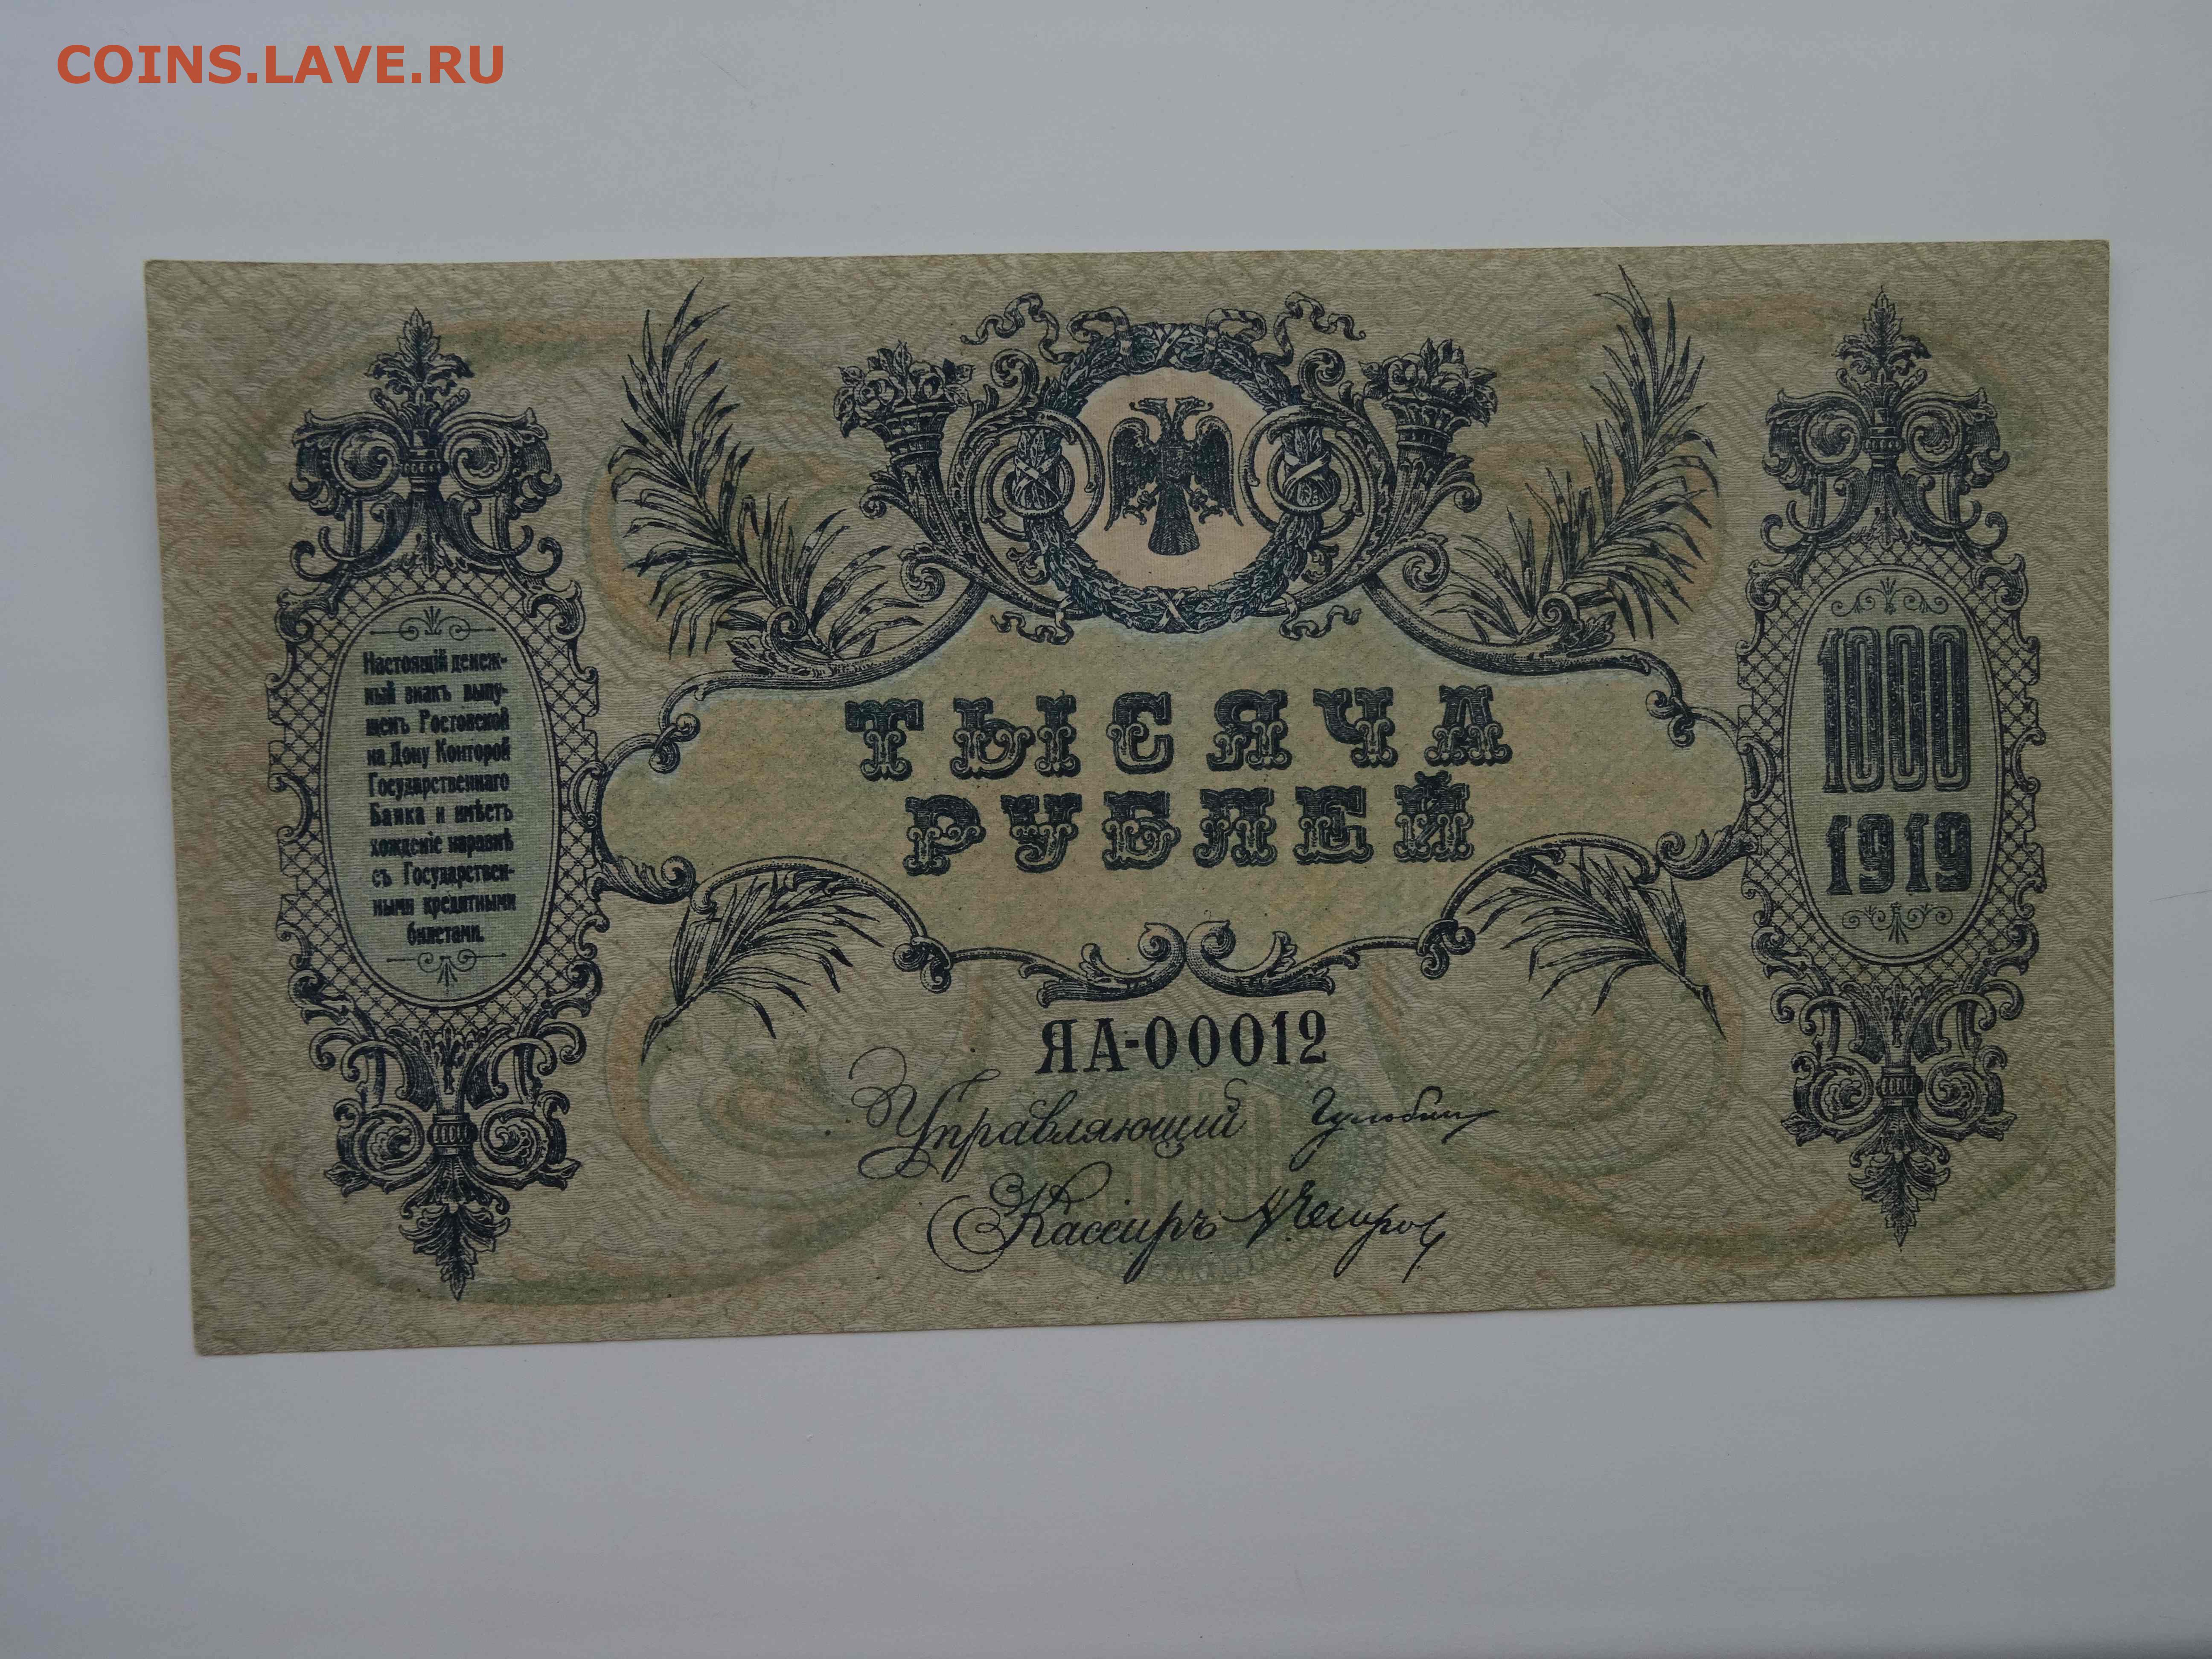 COINS.LAVE.RU
Настоящій денеж-
ный знакъ выпу-
щенъ Ростовской
на Дону Конторой
Государственнаго
Банка и имѣетъ
хожденіе наравнѣ
съ Государствен-
ными кредитными
билетами.
ТЫСЯЧА
РУБЛЕЙ
1000
1919
ЯА-00012
Управляющий
Кассиръ